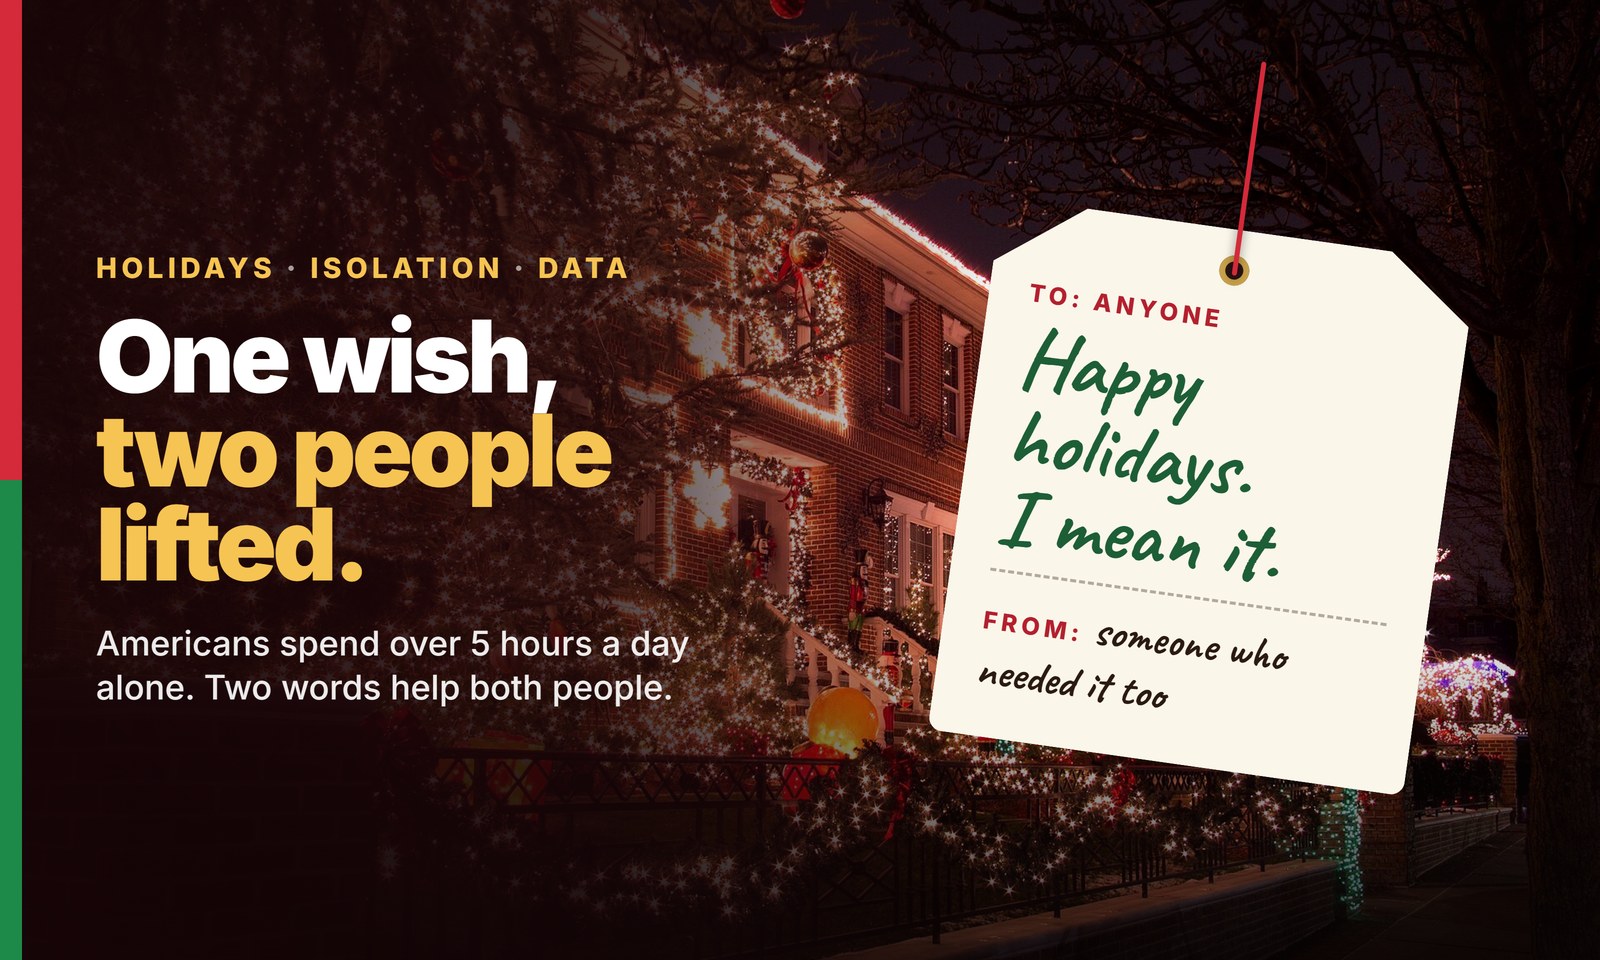 HOLIDAYS · ISOLATION · DATA
One wish,
two people
lifted.
Americans spend over 5 hours a day
alone. Two words help both people.
TO: ANYONE
Happy
holidays.
I mean it.
FROM: someone who
needed it too